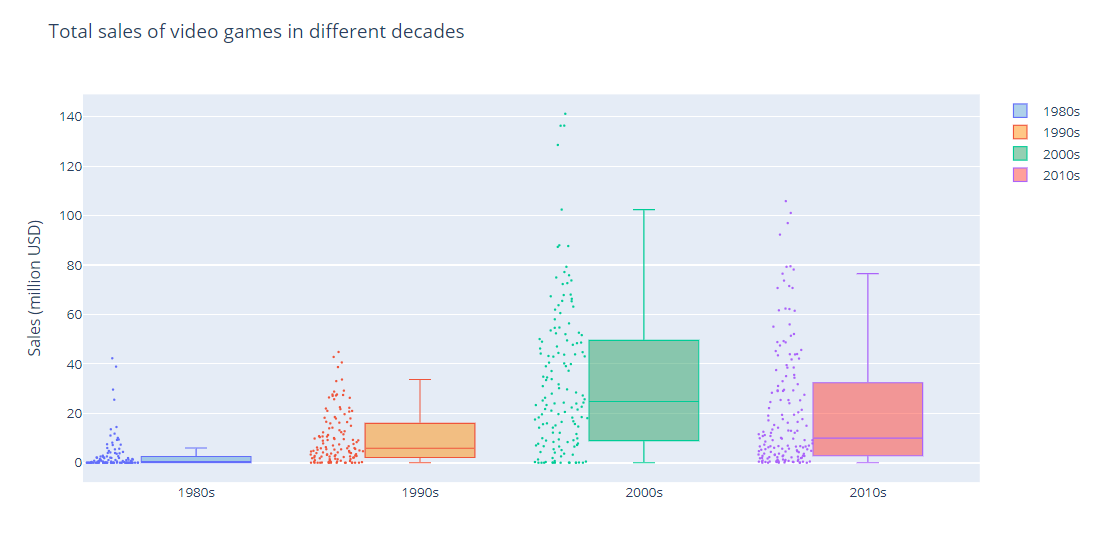 Total sales of video games in different decades
Sales (million USD)
140
120
100
80
60
40
20
0
1980s
1990s
2000s
2010s
1980s
1990s
2000s
2010s